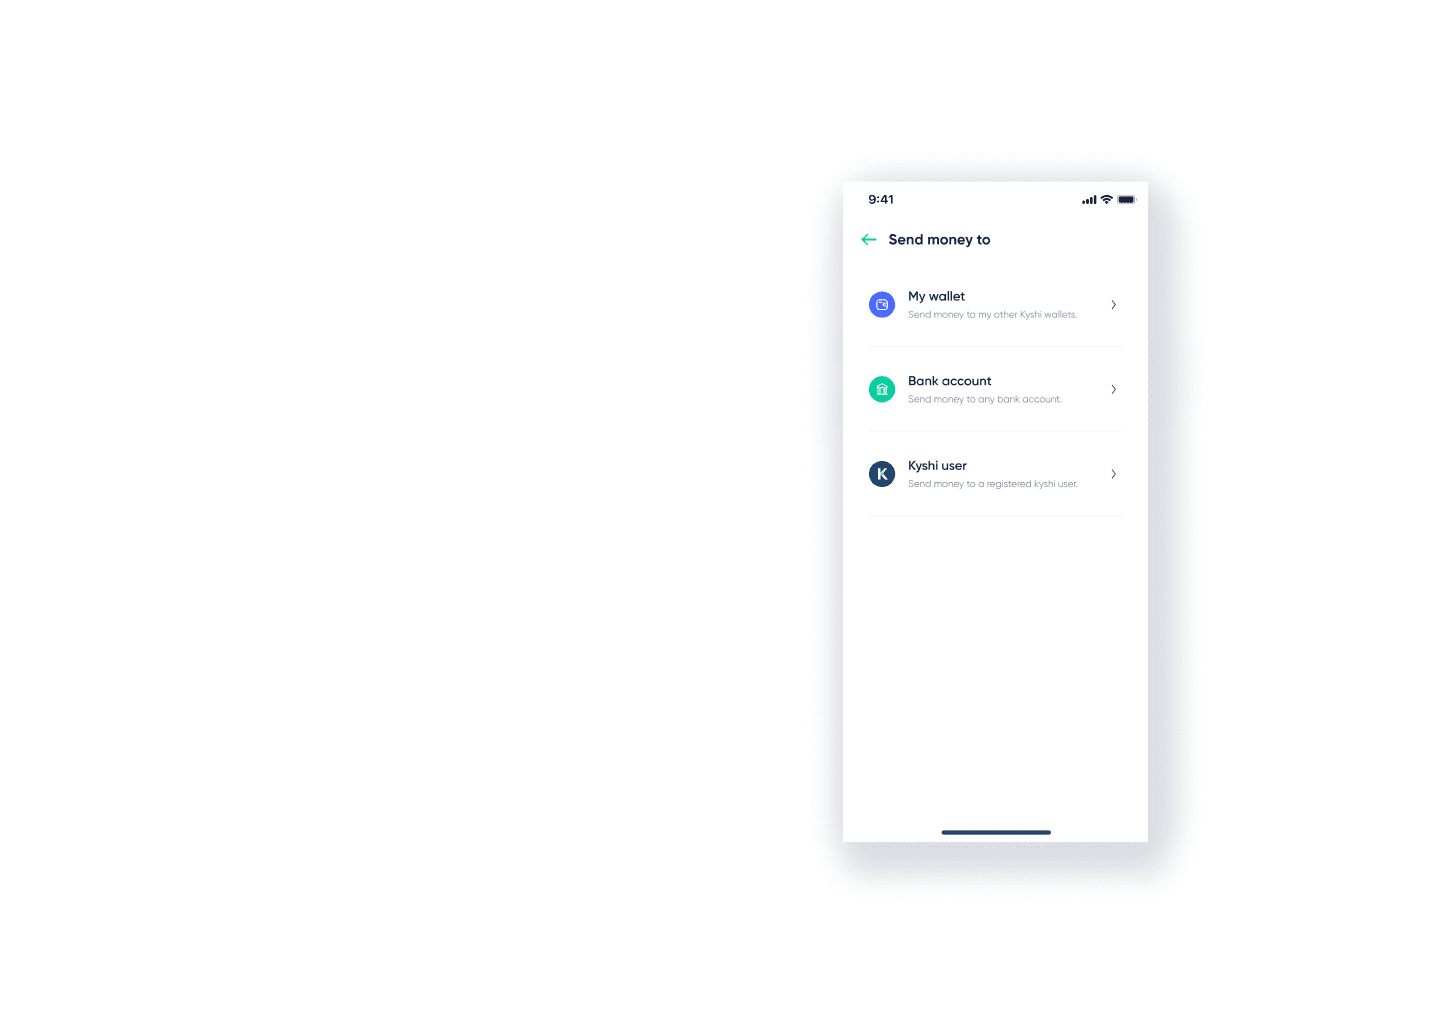 9:41
Send money to
My wallet
Send money to my other Kyshi wallets.
Bank account
Send money to any bank account.
K
Kyshi user
Send money to a registered kyshi user.